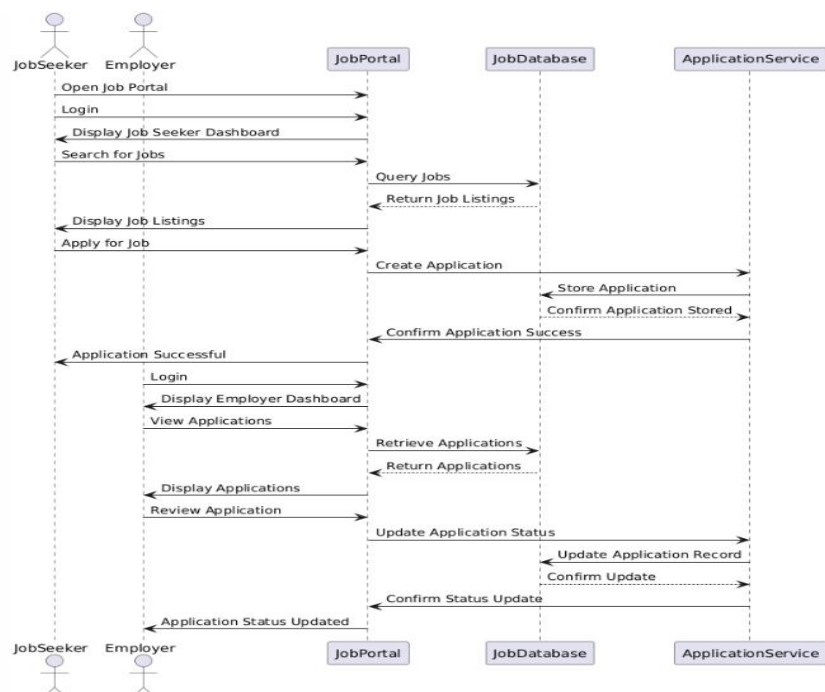 JobSeeker Employer JobPortal JobDatabase ApplicationService
Open Job Portal
Login
Display Job Seeker Dashboard
Search for Jobs
Query Jobs
Return Job Listings
Display Job Listings
Apply for Job
Create Application
Store Application
Confirm Application Stored
Confirm Application Success
Application Successful
Login
Display Employer Dashboard
View Applications
Retrieve Applications
Return Applications
Display Applications
Review Application
Update Application Status
Update Application Record
Confirm Update
Confirm Status Update
Application Status Updated
JobSeeker Employer JobPortal JobDatabase ApplicationService